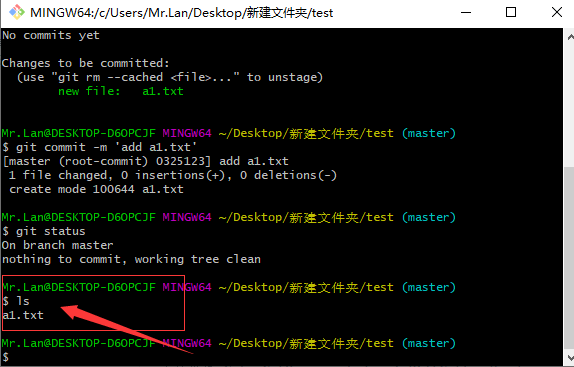 MINGW64:/c/Users/Mr.Lan/Desktop/新建文件夹/test
No commits yet
Changes to be committed:
(use "git rm --cached <file>..." to unstage)
new file: a1.txt
Mr.Lan@DESKTOP-D6OPCJF MINGW64 ~/Desktop/新建文件夹/test (master)
$ git commit -m 'add a1.txt'
[master (root-commit) 0325123] add a1.txt
1 file changed, 0 insertions(+), 0 deletions(-)
create mode 100644 a1.txt
Mr.Lan@DESKTOP-D6OPCJF MINGW64 ~/Desktop/新建文件夹/test (master)
$ git status
On branch master
nothing to commit, working tree clean
Mr.Lan@DESKTOP-D6OPCJF MINGW64 ~/Desktop/新建文件夹/test (master)
$ ls
a1.txt
Mr.Lan@DESKTOP-D6OPCJF MINGW64 ~/Desktop/新建文件夹/test (master)
$